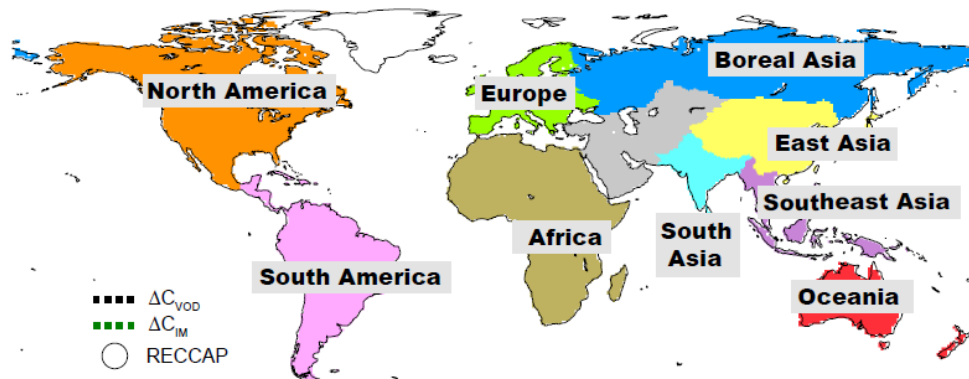 Boreal Asia
North America
Europe
East Asia
Southeast Asia
Africa
South
Asia
South America
Oceania
ΔC_VOD
ΔC_IM
RECCAP